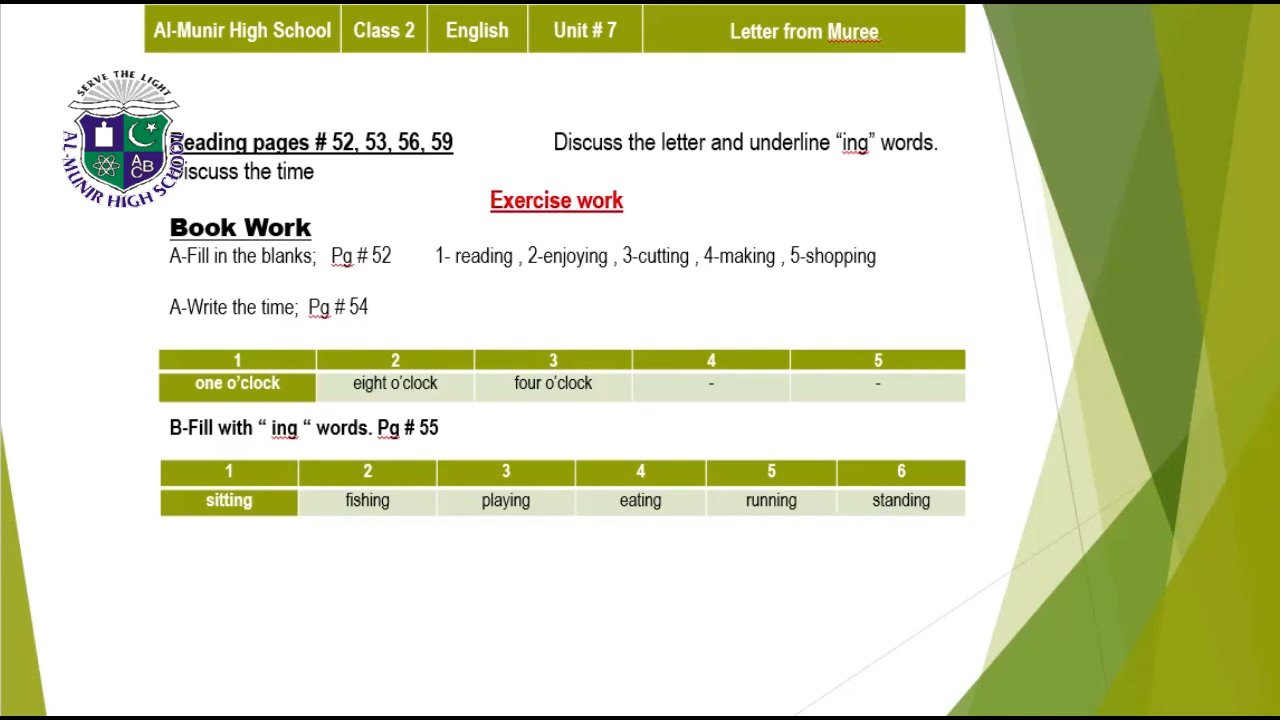 Al-Munir High School Class 2 English Unit # 7 Letter from Muree
SERVE THE LIGHT
AL-MUNIR HIGH SCHOOL
A B C
eading pages # 52, 53, 56, 59 Discuss the letter and underline “ing” words.
iscuss the time
Exercise work
Book Work
A-Fill in the blanks; Pg # 52 1- reading , 2-enjoying , 3-cutting , 4-making , 5-shopping
A-Write the time; Pg # 54
1 2 3 4 5
one o’clock eight o’clock four o’clock - -
B-Fill with “ ing “ words. Pg # 55
1 2 3 4 5 6
sitting fishing playing eating running standing